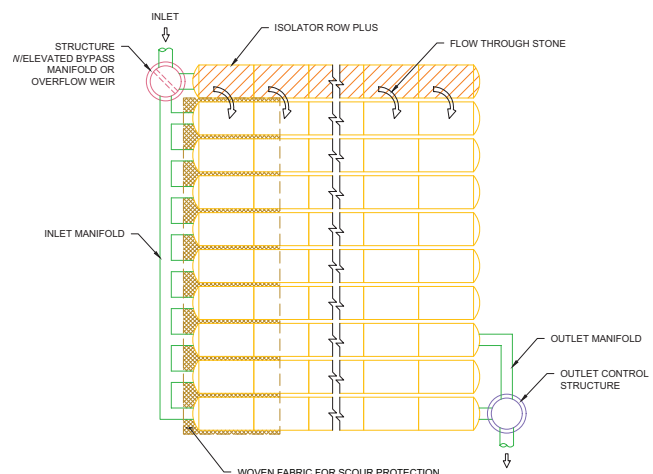 INLET
ISOLATOR ROW PLUS
STRUCTURE
W/ELEVATED BYPASS
MANIFOLD OR
OVERFLOW WEIR
FLOW THROUGH STONE
INLET MANIFOLD
OUTLET MANIFOLD
OUTLET CONTROL
STRUCTURE
WOVEN FABRIC FOR SCOUR PROTECTION